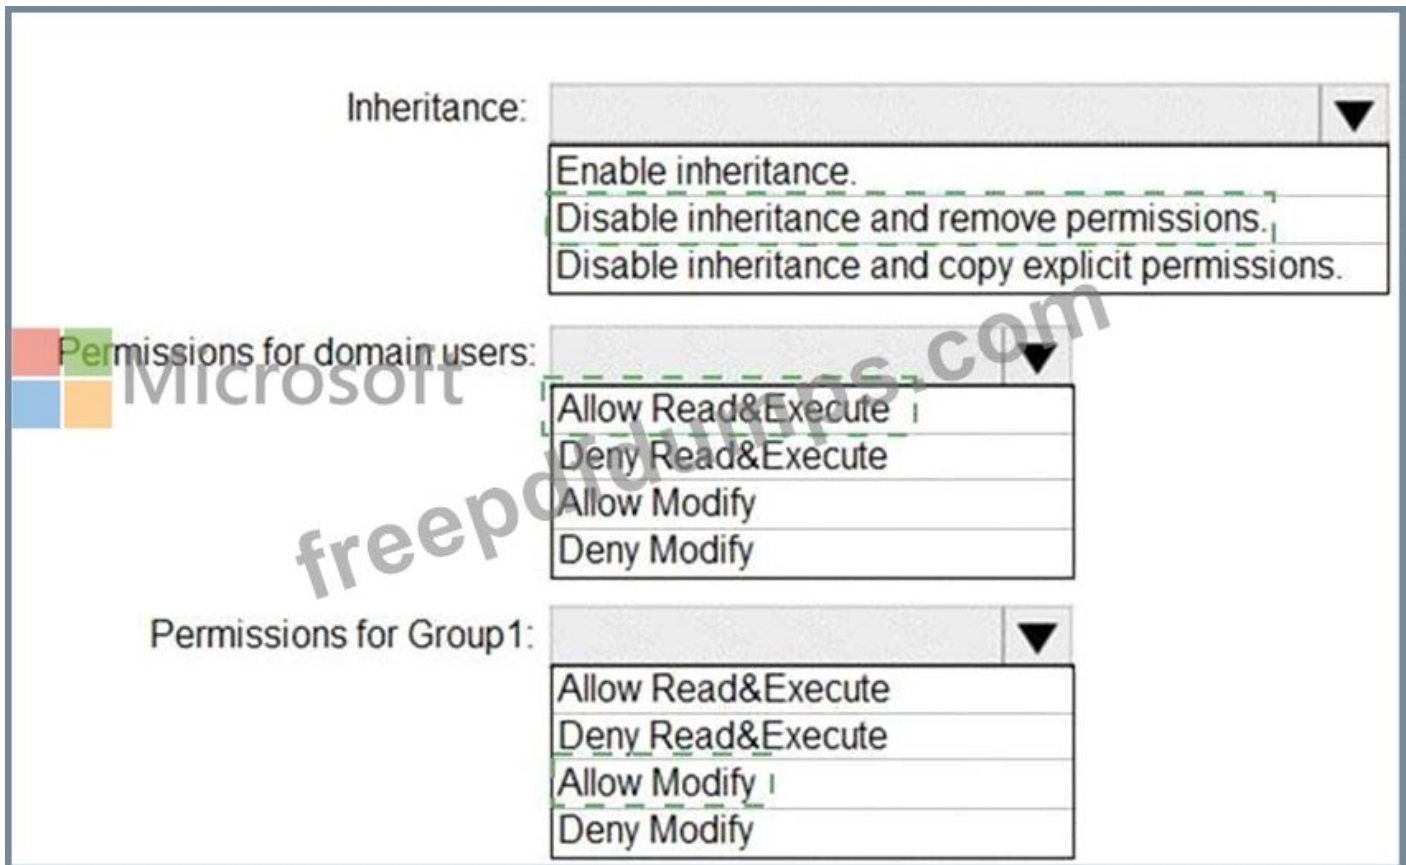 Inheritance:
Enable inheritance.
Disable inheritance and remove permissions.
Disable inheritance and copy explicit permissions.
Permissions for domain users:
Microsoft
Allow Read&Execute
Deny Read&Execute
Allow Modify
Deny Modify
freepdfdumps.com
Permissions for Group1:
Allow Read&Execute
Deny Read&Execute
Allow Modify
Deny Modify